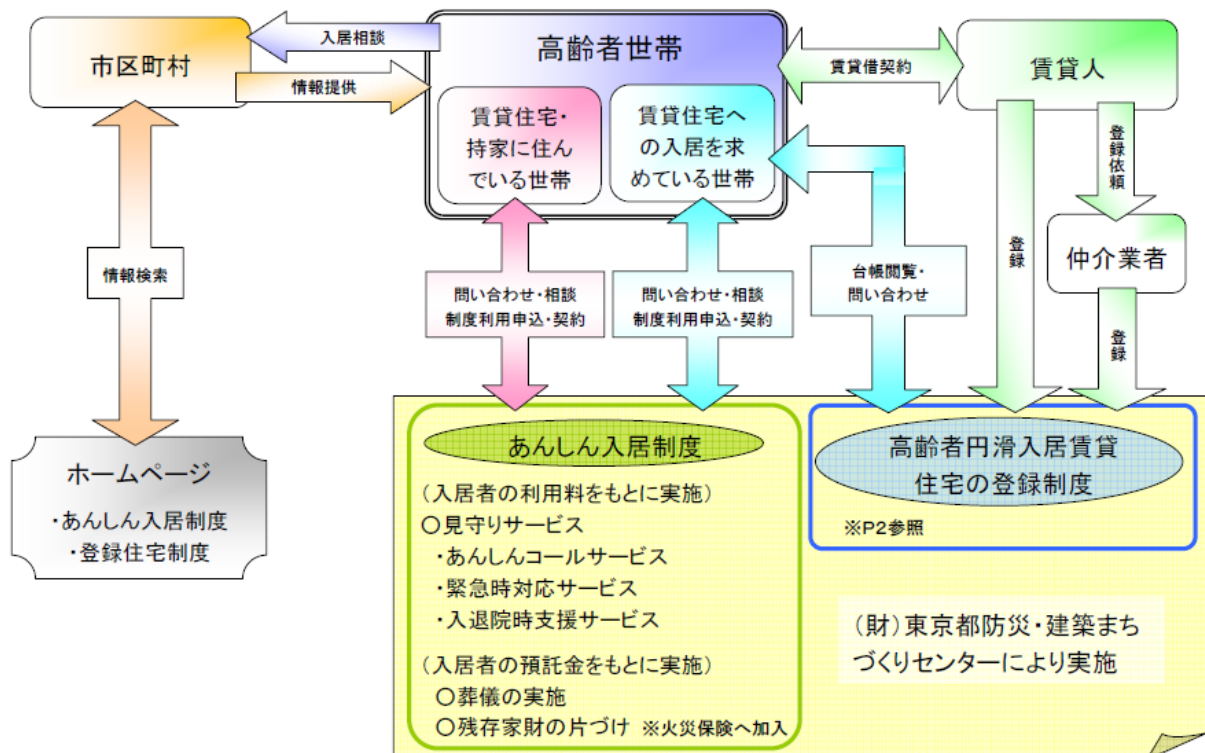 入居相談
市区町村
情報提供
高齢者世帯
賃貸住宅・
持家に住ん
でいる世帯
賃貸住宅へ
の入居を求
めている世帯
賃貸借契約
賃貸人
登録依頼
登録
仲介業者
登録
情報検索
問い合わせ・相談
制度利用申込・契約
問い合わせ・相談
制度利用申込・契約
台帳閲覧・
問い合わせ
ホームページ
・あんしん入居制度
・登録住宅制度
あんしん入居制度
(入居者の利用料をもとに実施)
○見守りサービス
・あんしんコールサービス
・緊急時対応サービス
・入退院時支援サービス
(入居者の預託金をもとに実施)
○葬儀の実施
○残存家財の片づけ ※火災保険へ加入
高齢者円滑入居賃貸
住宅の登録制度
※P2参照
(財)東京都防災・建築まち
づくりセンターにより実施